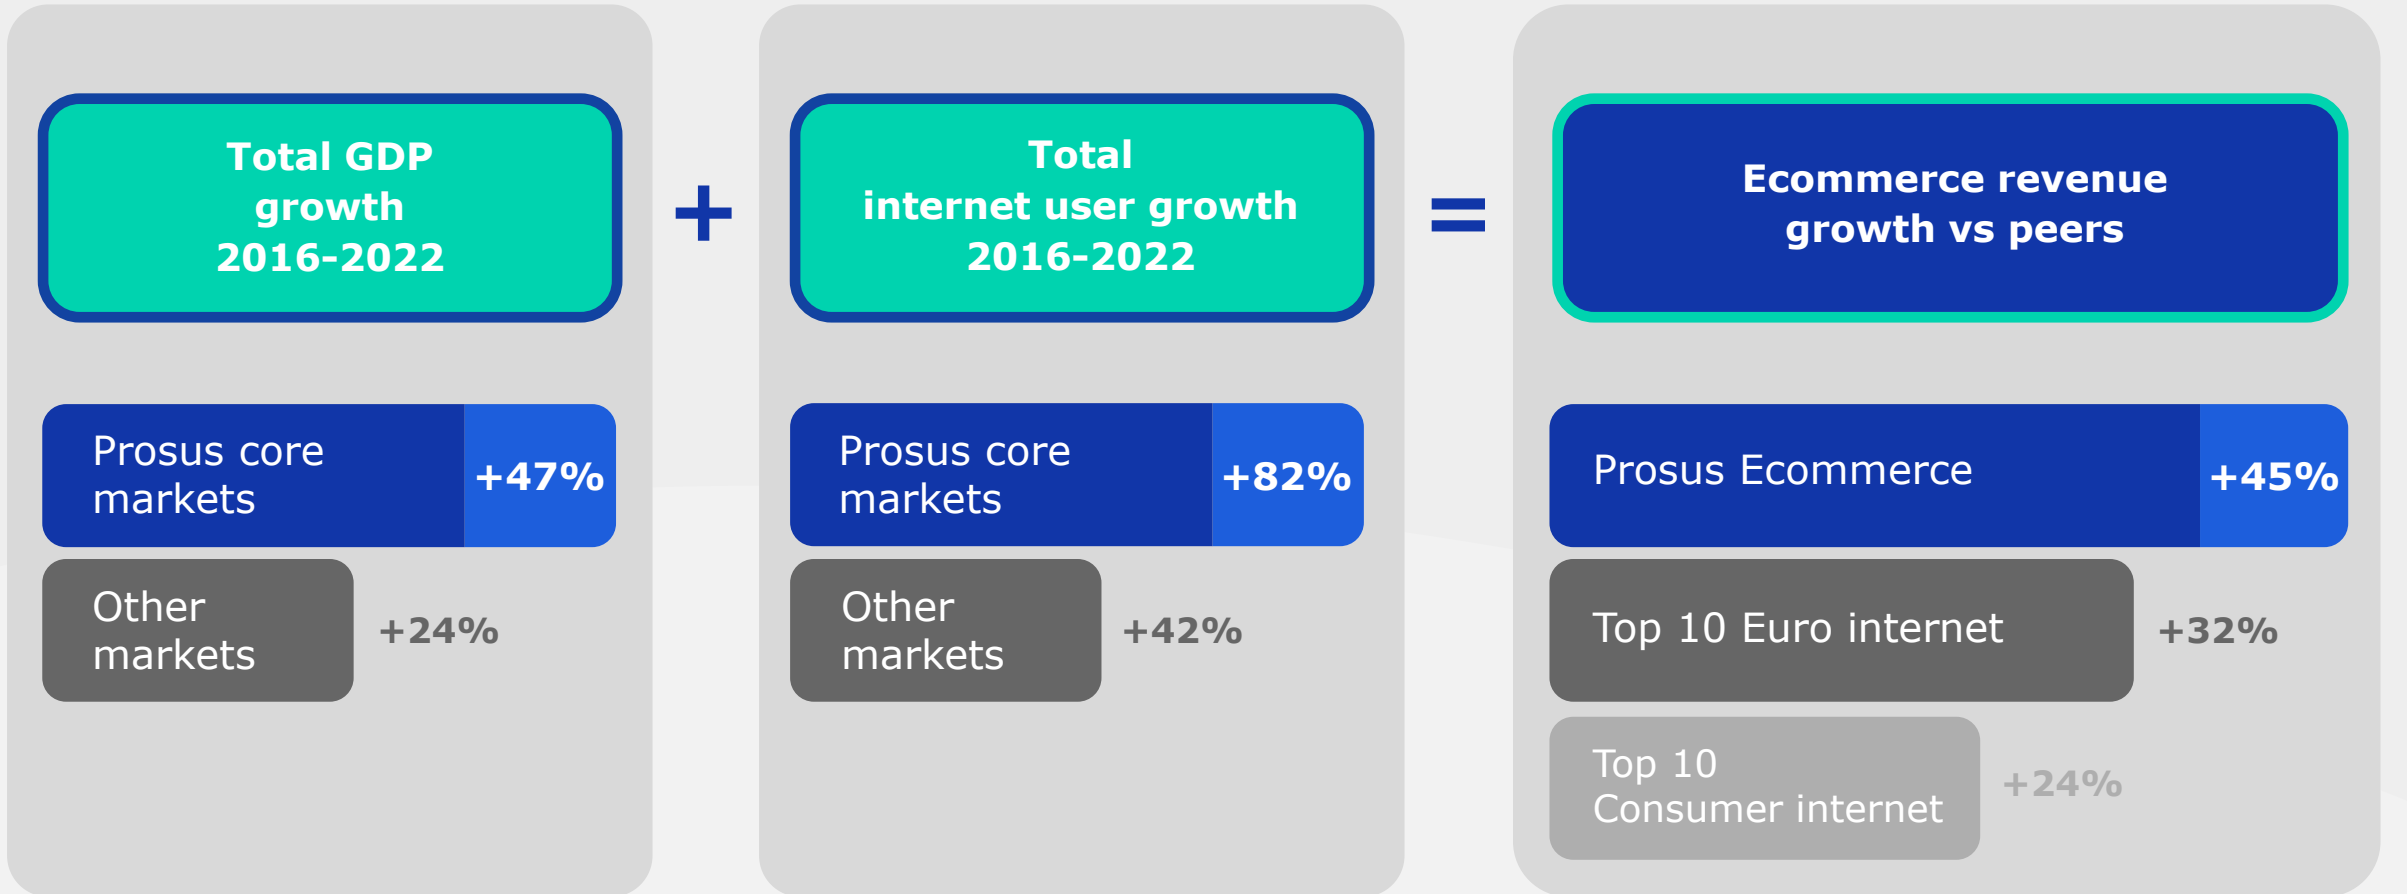 Total GDP
growth
2016-2022
Prosus core
markets
+47%
Other
markets
+24%
+
Total
internet user growth
2016-2022
Prosus core
markets
+82%
Other
markets
+42%
=
Ecommerce revenue
growth vs peers
Prosus Ecommerce
+45%
Top 10 Euro internet
+32%
Top 10
Consumer internet
+24%